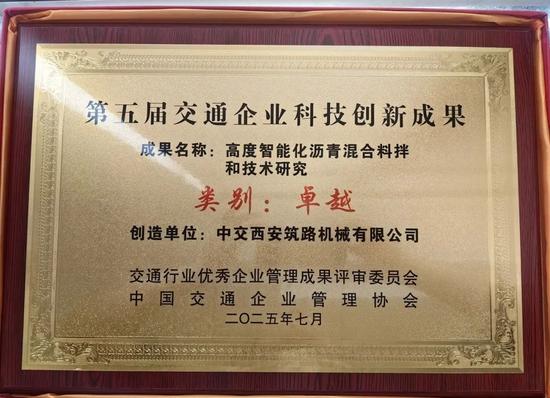 第五届交通企业科技创新成果
成果名称：高度智能化沥青混合料拌
和技术研究
类别：卓越
创造单位：中交西安筑路机械有限公司
交通行业优秀企业管理成果评审委员会
中国交通企业管理协会
二〇二五年七月